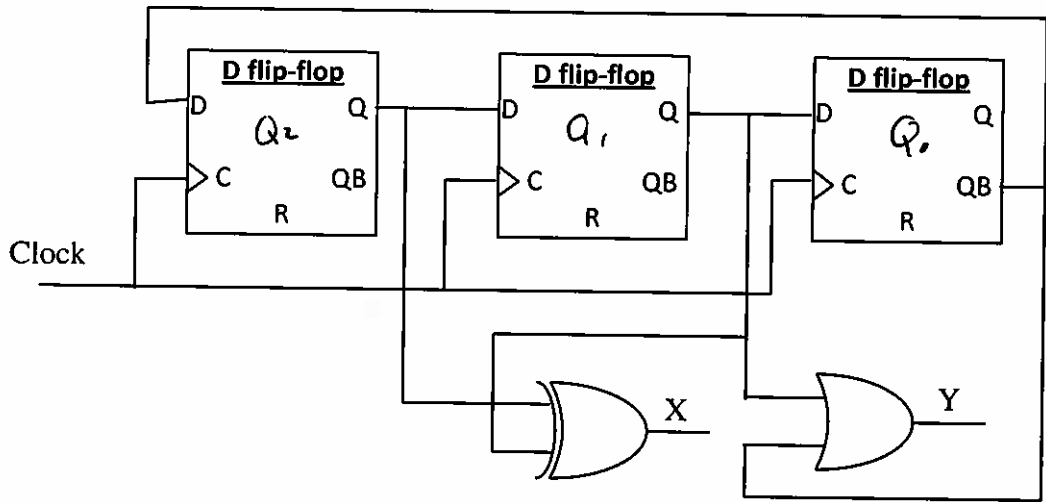 D flip-flop D flip-flop D flip-flop
D Q D Q D Q
Q₂ Q₁ Q₀
C QB C QB C QB
R R R
Clock
X Y